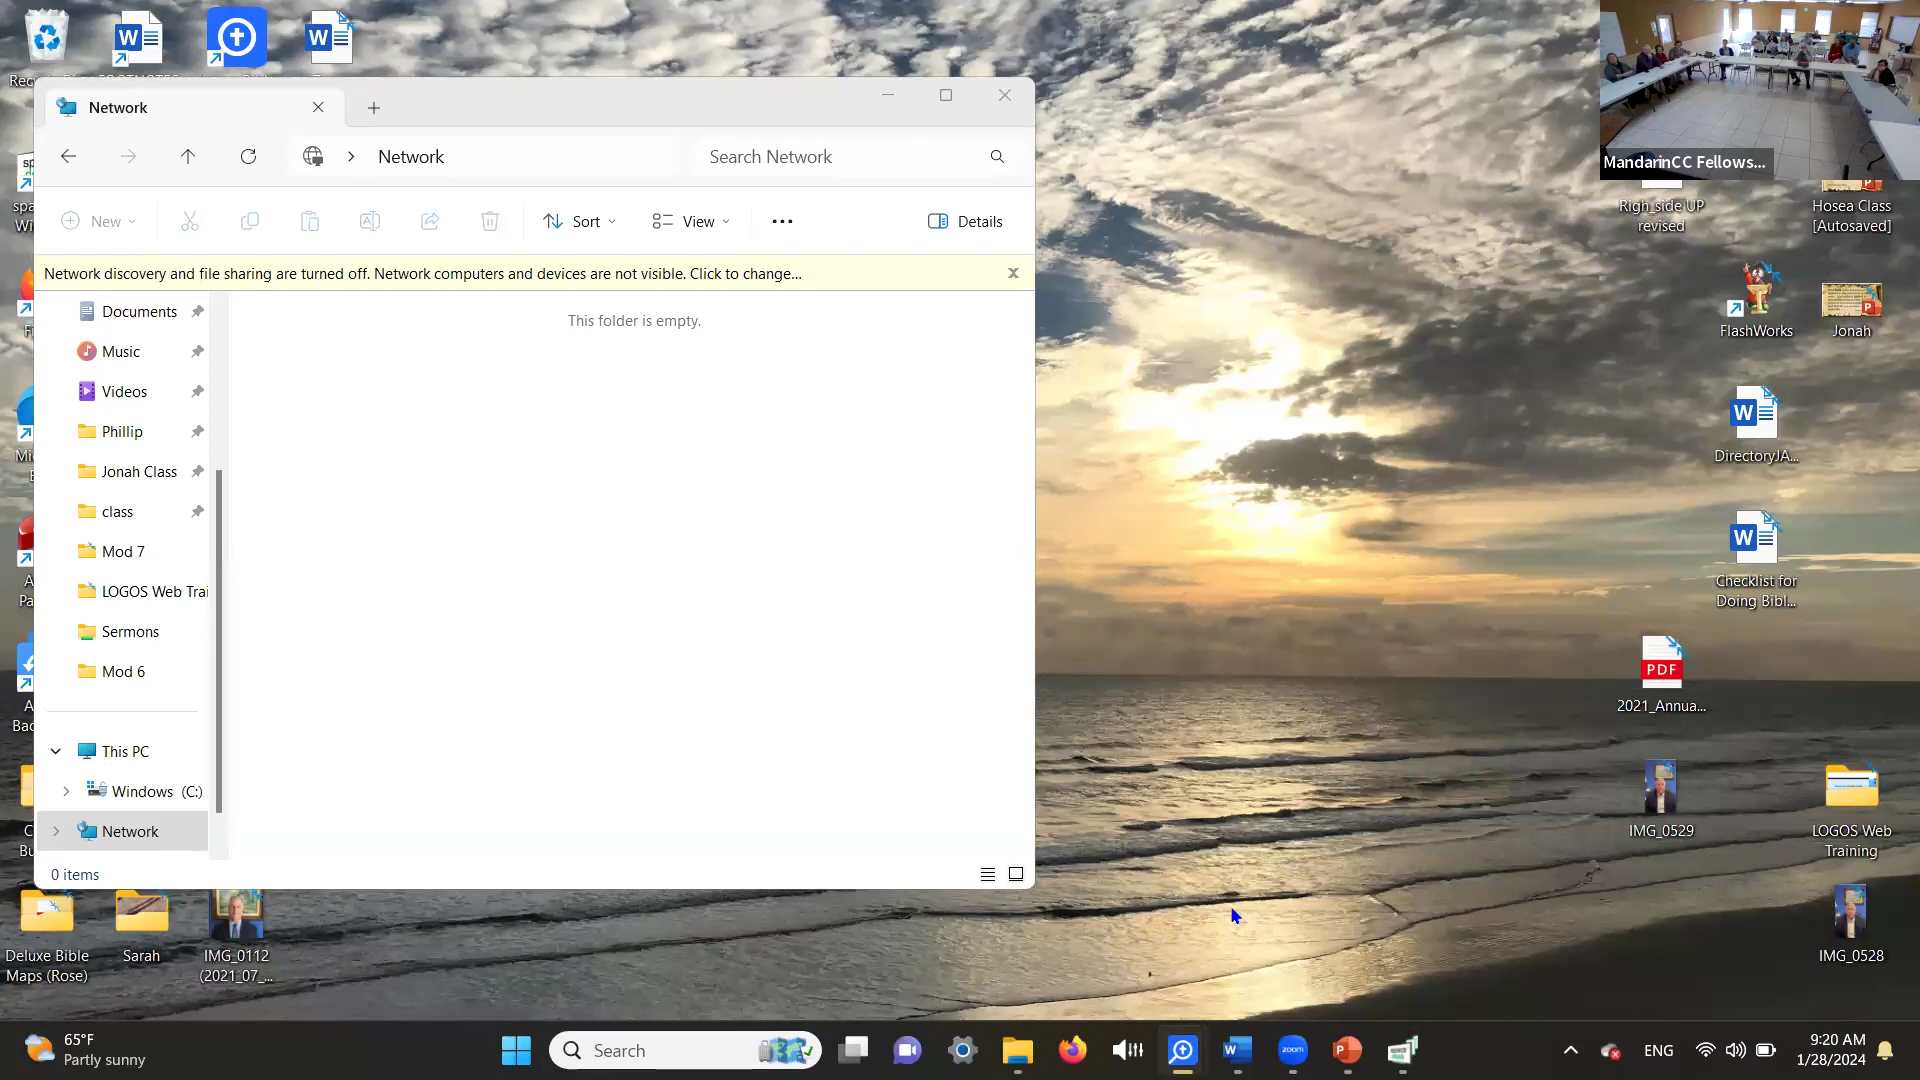 MandarinCC Fellows...
Network
Network
Search Network
New
Sort
View
Details
Network discovery and file sharing are turned off. Network computers and devices are not visible. Click to change...
This folder is empty.
Documents
Music
Videos
Phillip
Jonah Class
class
Mod 7
LOGOS Web Trai
Sermons
Mod 6
This PC
Windows (C:)
Network
0 items
Righ_side UP
revised
Hosea Class
[Autosaved]
FlashWorks
Jonah
DirectoryJA...
Checklist for
Doing Bibl...
PDF
2021_Annua...
IMG_0529
LOGOS Web
Training
IMG_0528
Deluxe Bible
Maps (Rose)
Sarah
IMG_0112
(2021_07_...
65°F
Partly sunny
Search
zoom
ENG
9:20 AM
1/28/2024